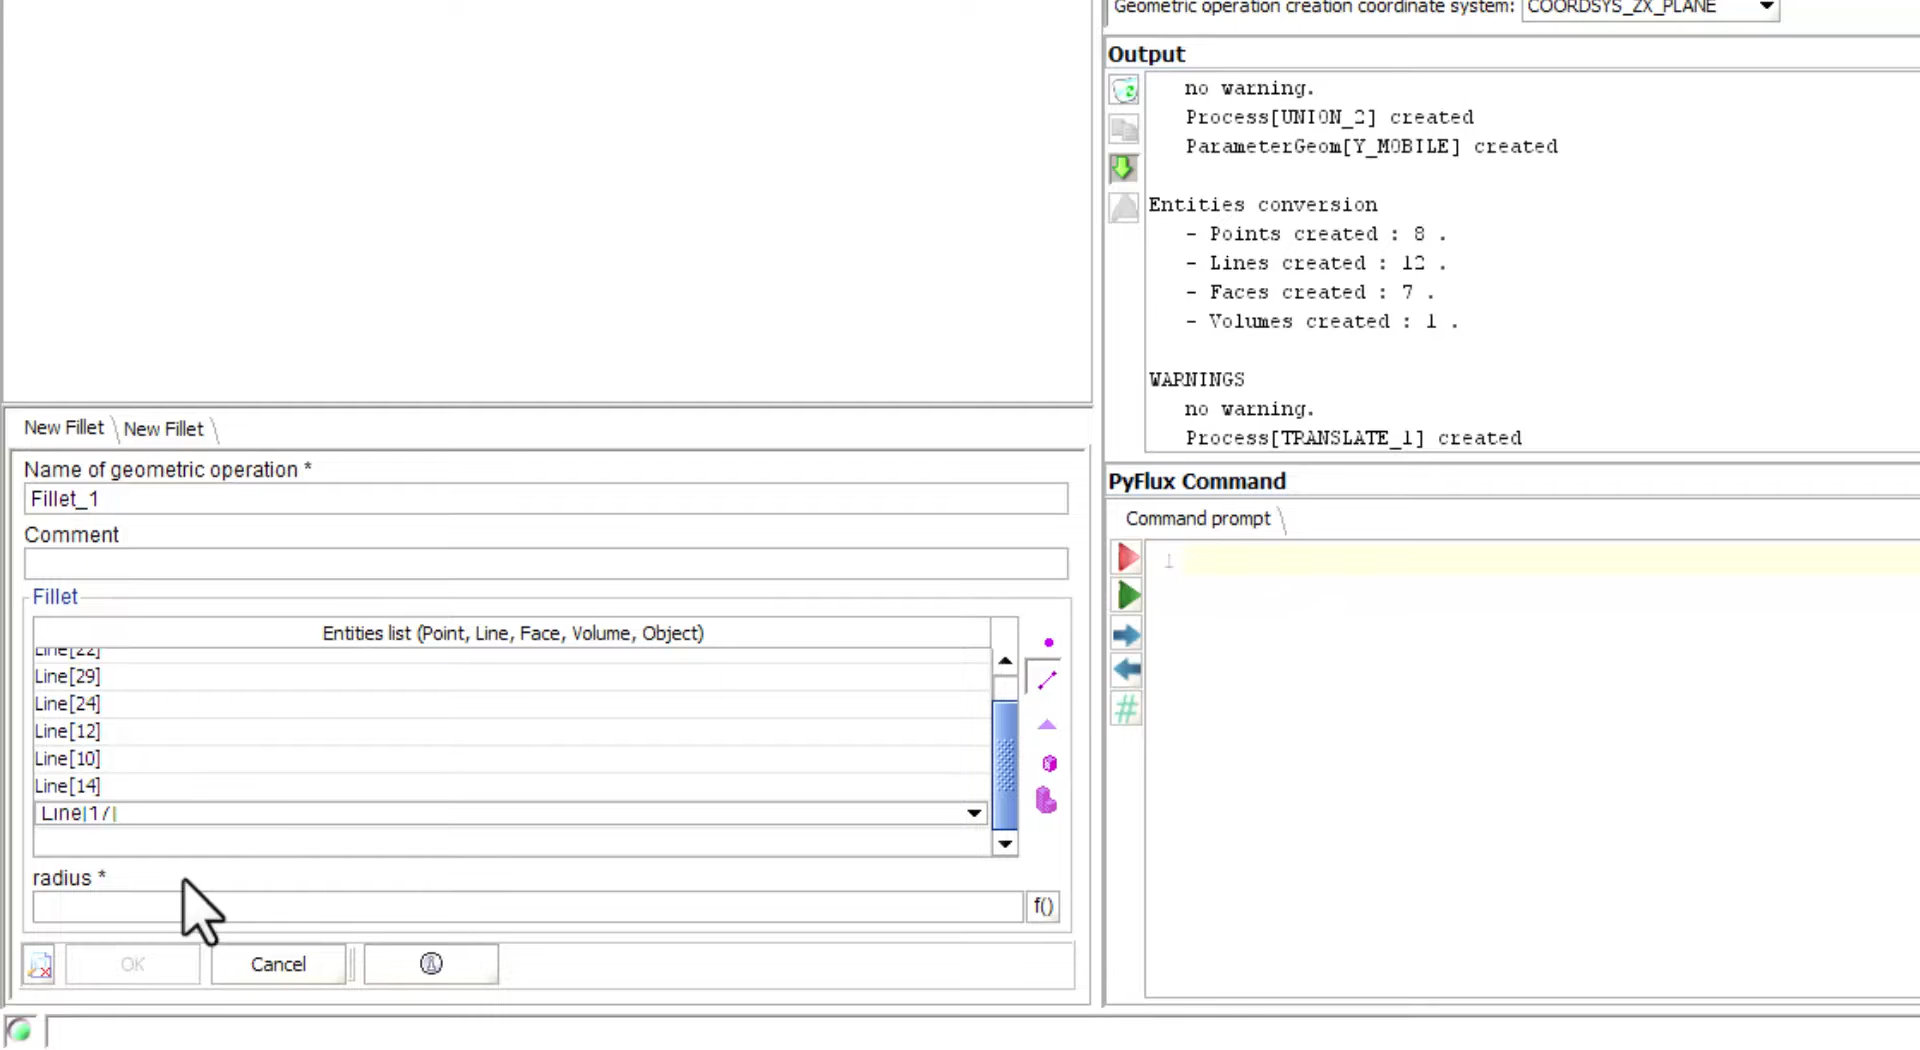 Geometric operation creation coordinate system: COORDSYS_ZX_PLANE
Output
no warning.
Process[UNION_2] created
ParameterGeom[Y_MOBILE] created
Entities conversion
- Points created : 8 .
- Lines created : 12 .
- Faces created : 7 .
- Volumes created : 1 .
WARNINGS
no warning.
Process[TRANSLATE_1] created
New Fillet New Fillet
Name of geometric operation *
Fillet_1
Comment
Fillet
Entities list (Point, Line, Face, Volume, Object)
Line[22]
Line[29]
Line[24]
Line[12]
Line[10]
Line[14]
Line[17]
radius *
f()
OK Cancel
PyFlux Command
Command prompt
1
#